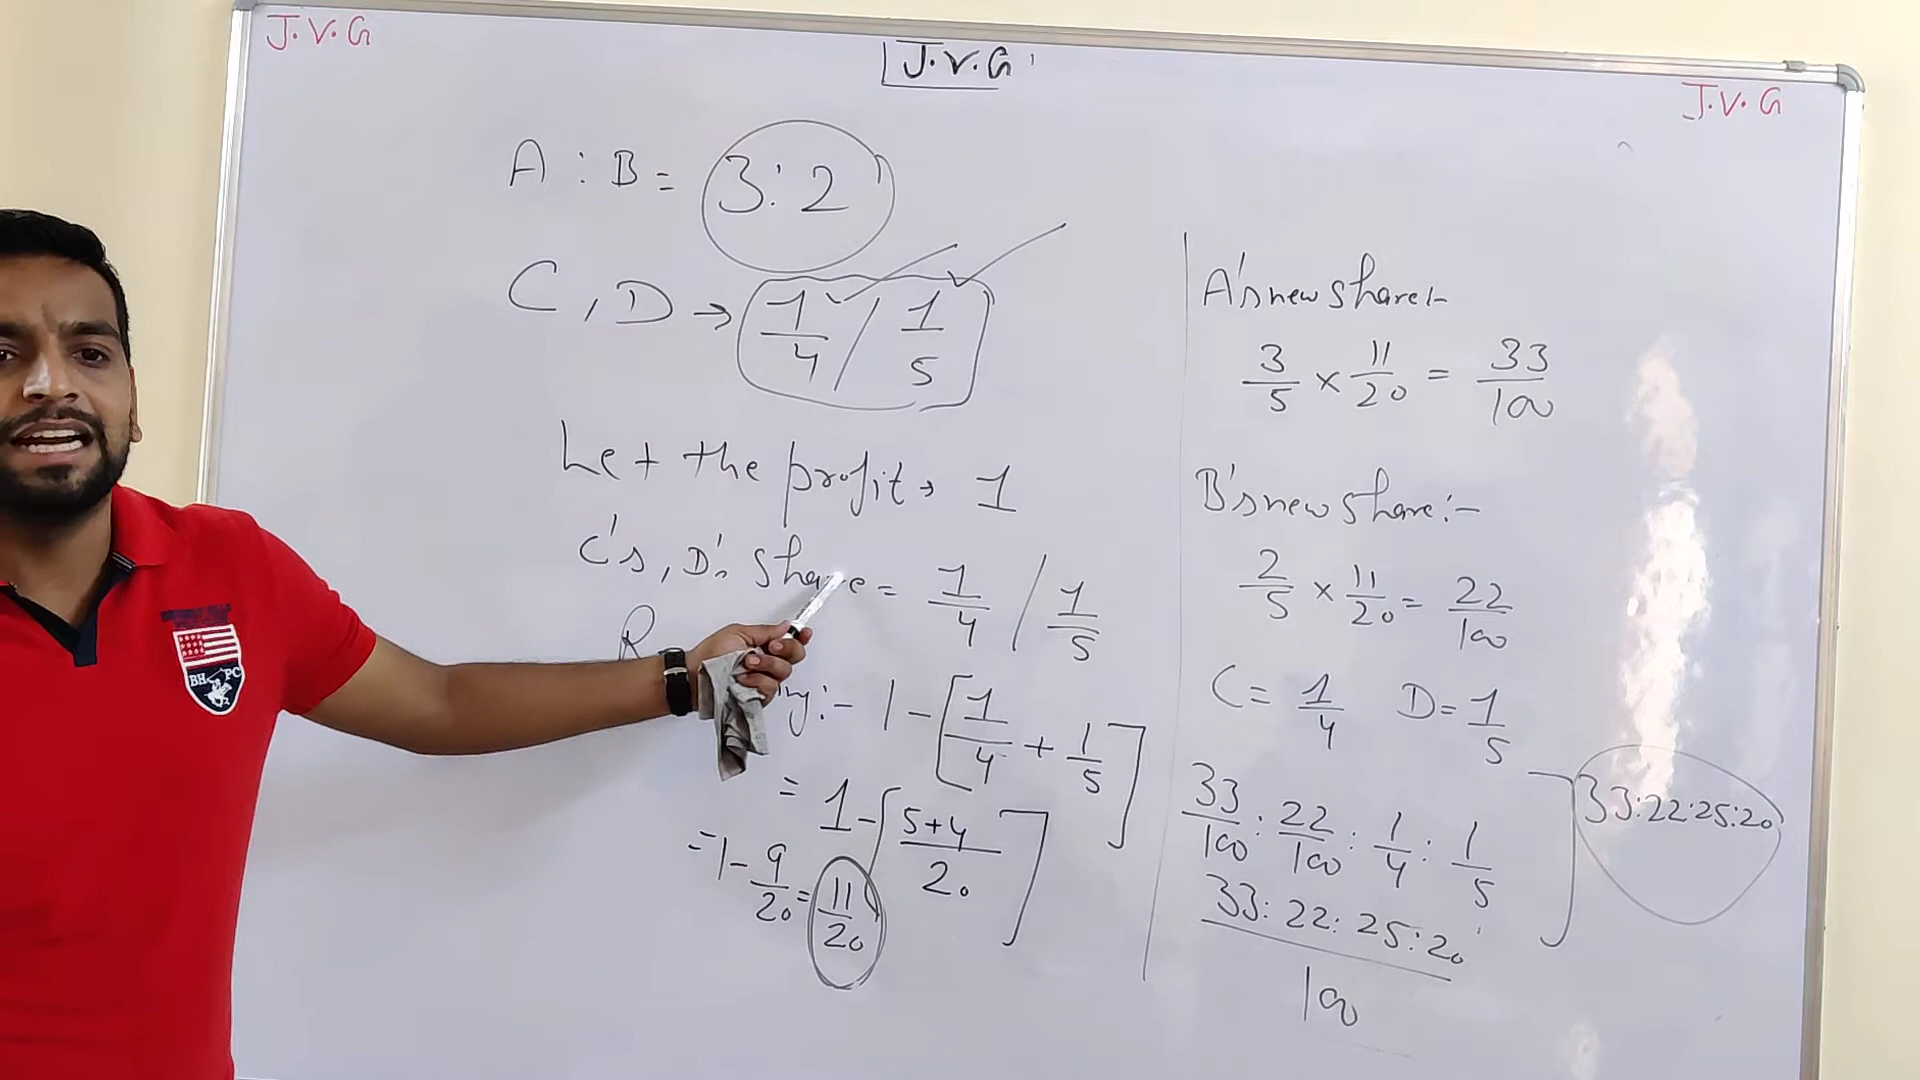 J.V.G
J.V.G
J.V.G
A : B = 3:2
C, D → 1/4 / 1/5
Let the profit → 1
C's, D's Share = 1/4 / 1/5
:- 1 - [1/4 + 1/5]
= 1 - [5+4/20]
= 1 - 9/20 = 11/20
A's new share:-
3/5 × 11/20 = 33/100
B's new share:-
2/5 × 11/20 = 22/100
C = 1/4 D = 1/5
33/100 : 22/100 : 1/4 : 1/5
33:22:25:20
33 : 22 : 25 : 20
100
BH PC